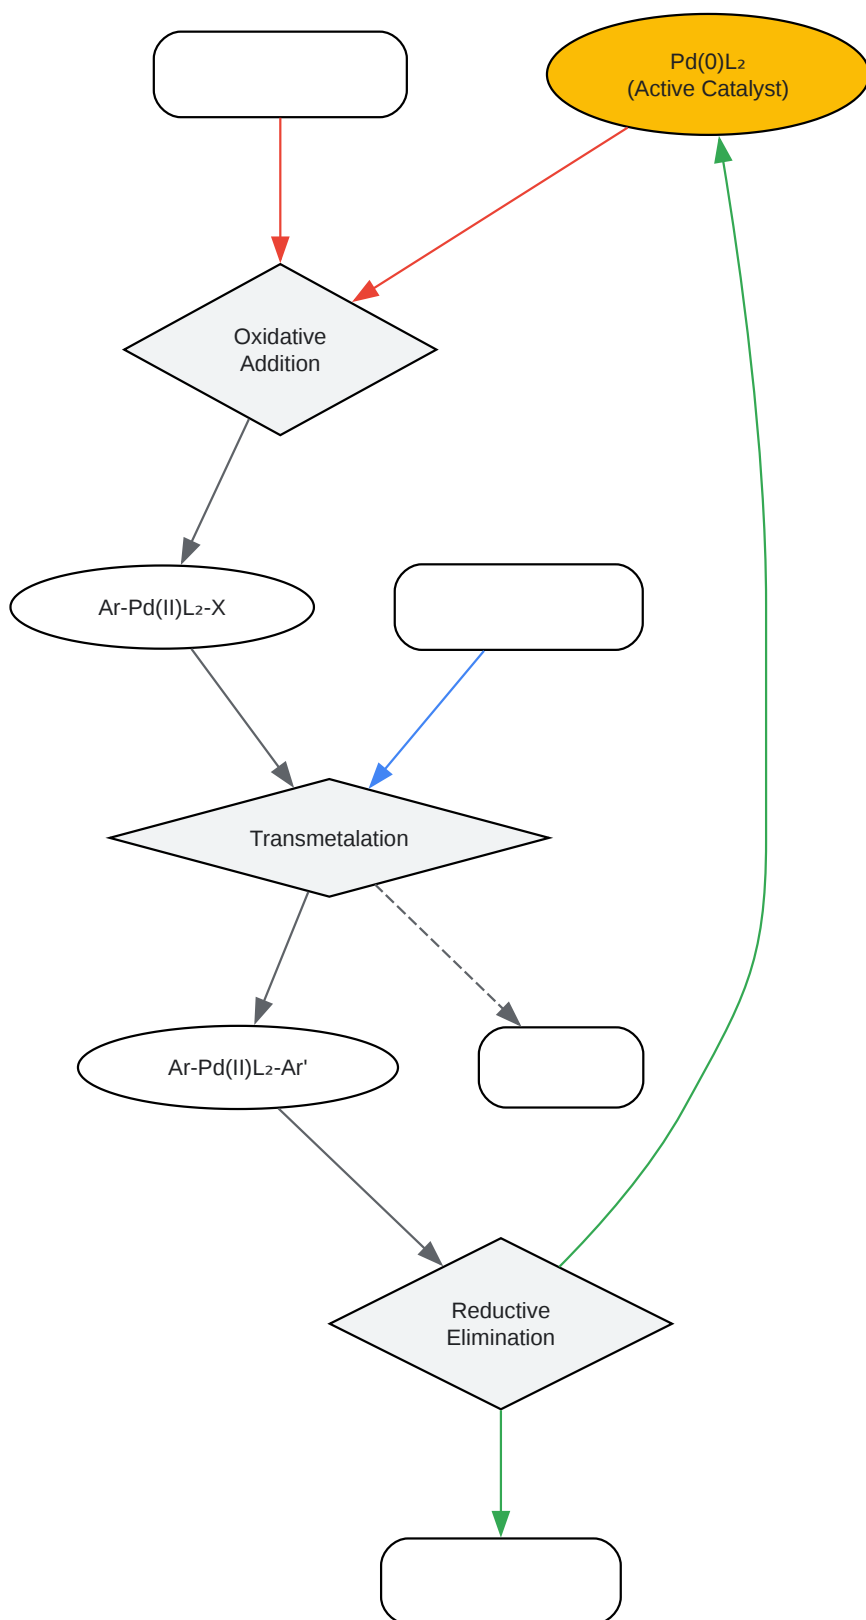 Pd(0)L₂
(Active Catalyst)
Oxidative
Addition
Ar-Pd(II)L₂-X
Transmetalation
Ar-Pd(II)L₂-Ar'
Reductive
Elimination